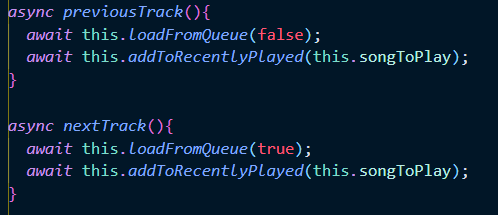 async previousTrack(){
  await this.loadFromQueue(false);
  await this.addToRecentlyPlayed(this.songToPlay);
}

async nextTrack(){
  await this.loadFromQueue(true);
  await this.addToRecentlyPlayed(this.songToPlay);
}